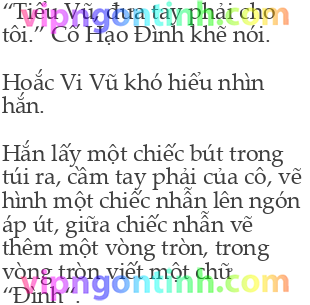 vipngontinh.com
“Tiểu Vũ, đưa tay phải cho
tôi.” Cố Hạo Đình khẽ nói.
Hoắc Vi Vũ khó hiểu nhìn
hắn.
Hắn lấy một chiếc bút trong
túi ra, cầm tay phải của cô, vẽ
hình một chiếc nhẫn lên ngón
áp út, giữa chiếc nhẫn vẽ
thêm một vòng tròn, trong
vòng tròn viết một chữ
“Đình“.
vipngontinh.com